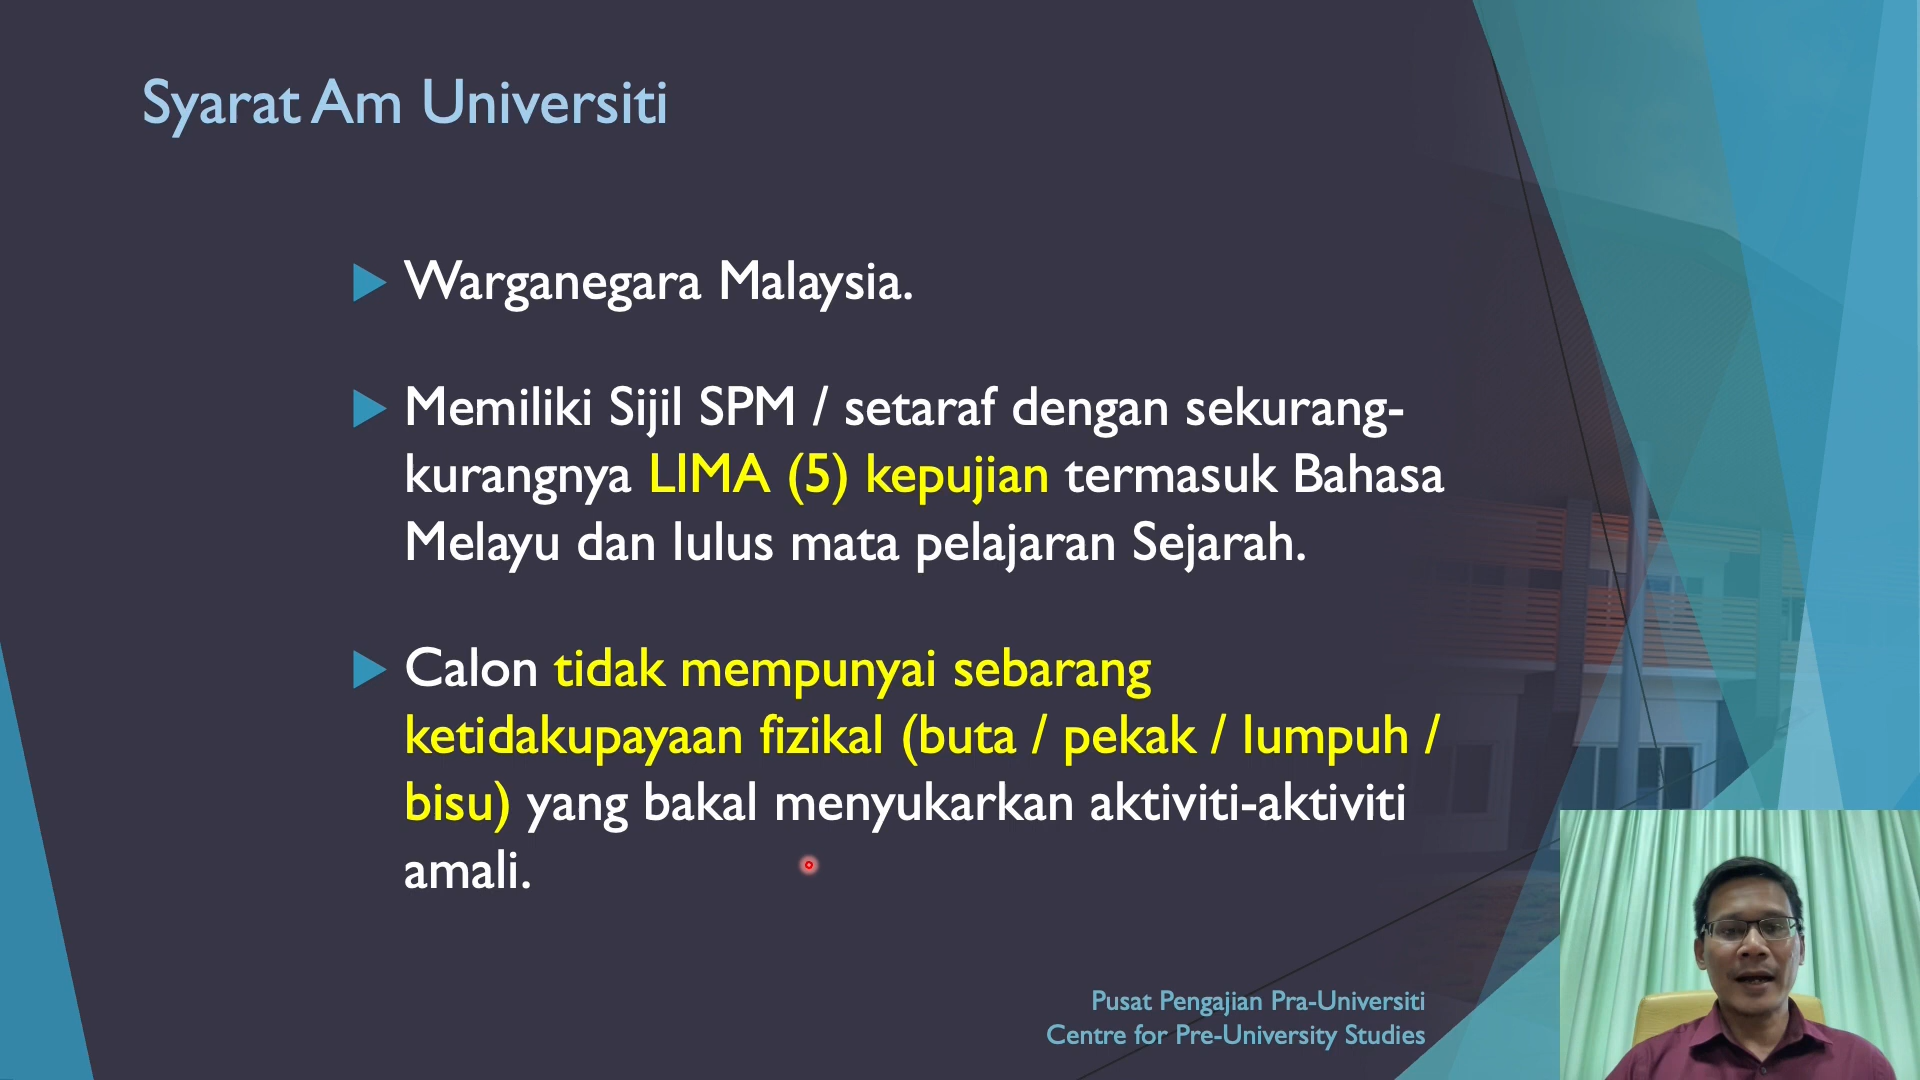 Syarat Am Universiti
Warganegara Malaysia.
Memiliki Sijil SPM / setaraf dengan sekurang-
kurangnya LIMA (5) kepujian termasuk Bahasa
Melayu dan lulus mata pelajaran Sejarah.
Calon tidak mempunyai sebarang
ketidakupayaan fizikal (buta / pekak / lumpuh /
bisu) yang bakal menyukarkan aktiviti-aktiviti
amali.
Pusat Pengajian Pra-Universiti
Centre for Pre-University Studies